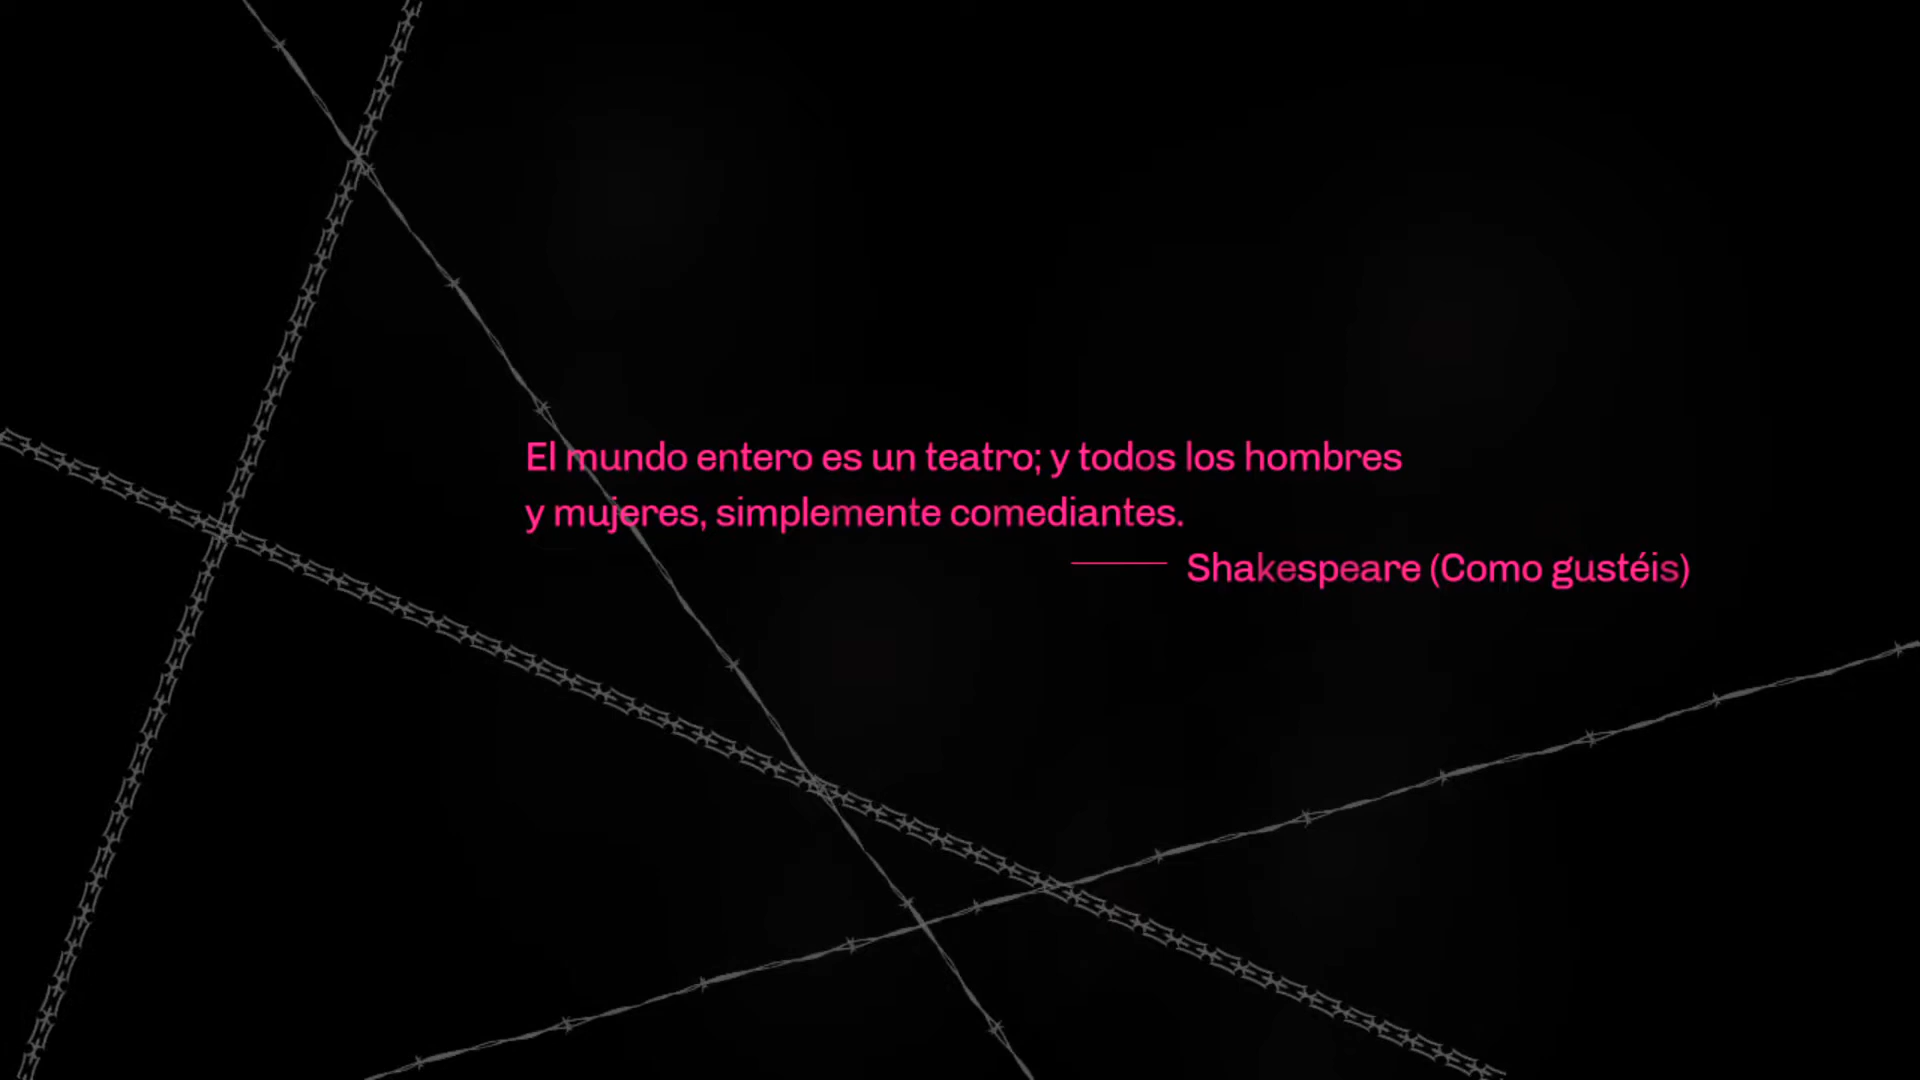 El mundo entero es un teatro; y todos los hombres
y mujeres, simplemente comediantes.
Shakespeare (Como gustéis)